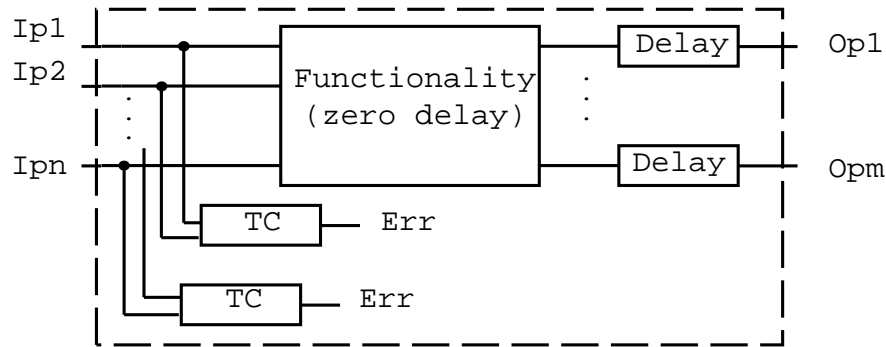 Ip1
Delay
Op1
Ip2
Functionality
(zero delay)
Ipn
Delay
Opm
TC
Err
TC
Err